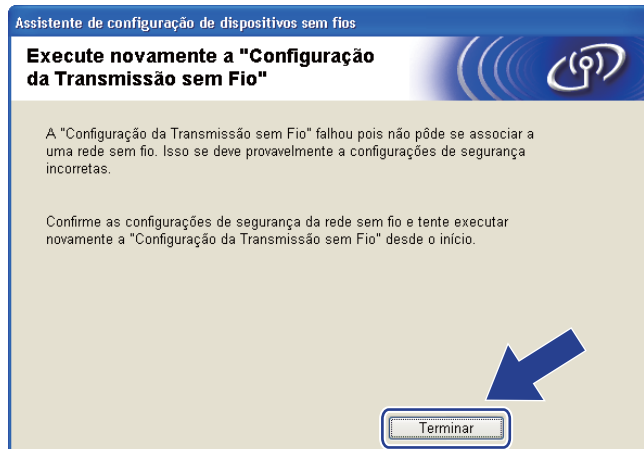 Assistente de configuração de dispositivos sem fios
Execute novamente a "Configuração
da Transmissão sem Fio"
A "Configuração da Transmissão sem Fio" falhou pois não pôde se associar a
uma rede sem fio. Isso se deve provavelmente a configurações de segurança
incorretas.
Confirme as configurações de segurança da rede sem fio e tente executar
novamente a "Configuração da Transmissão sem Fio" desde o início.
Terminar